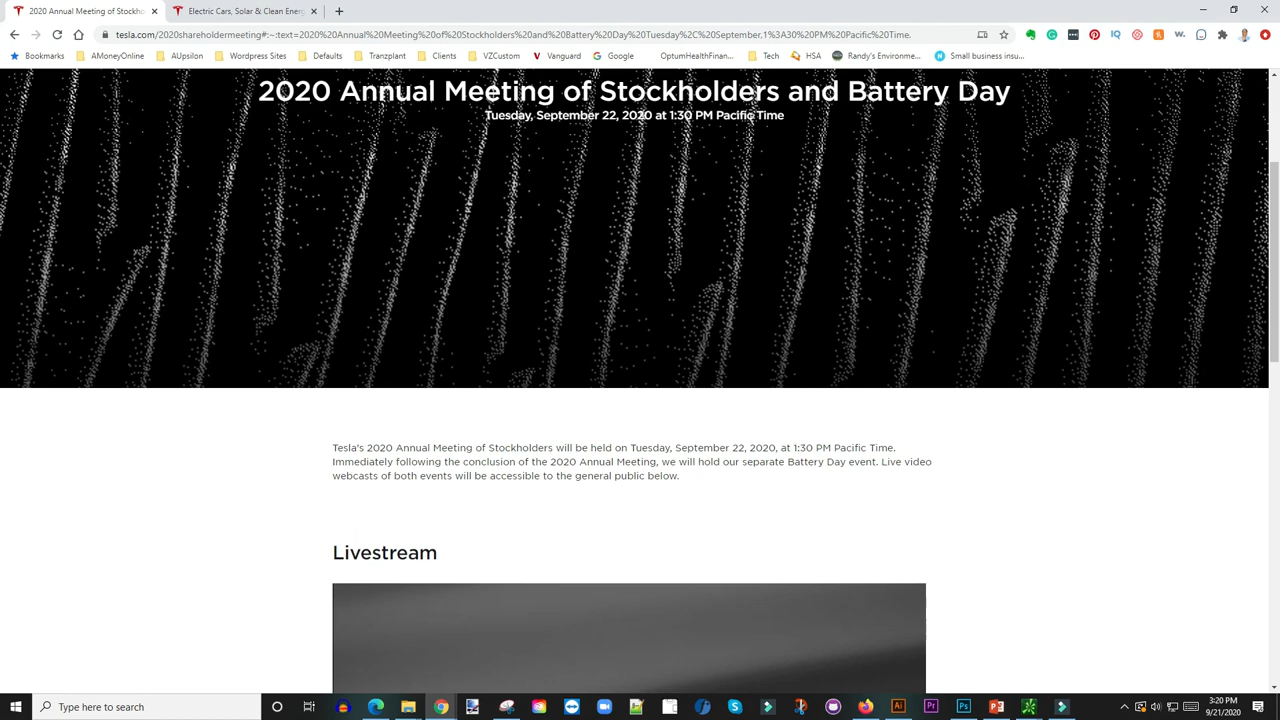 2020 Annual Meeting of Stockho
Electric Cars, Solar & Clean Energ
tesla.com/2020shareholdermeeting#:~:text=2020%20Annual%20Meeting%20of%20Stockholders%20and%20Battery%20Day,Tuesday%2C%20September,1%3A30%20PM%20Pacific%20Time.
Bookmarks AMoneyOnline AUpsilon Wordpress Sites Defaults Tranzplant Clients VZCustom Vanguard Google OptumHealthFinan... Tech HSA Randy's Environme... Small business insu...
2020 Annual Meeting of Stockholders and Battery Day
Tuesday, September 22, 2020 at 1:30 PM Pacific Time
Tesla's 2020 Annual Meeting of Stockholders will be held on Tuesday, September 22, 2020, at 1:30 PM Pacific Time.
Immediately following the conclusion of the 2020 Annual Meeting, we will hold our separate Battery Day event. Live video
webcasts of both events will be accessible to the general public below.
Livestream
Type here to search
Ai Pr Ps
3:20 PM
9/21/2020